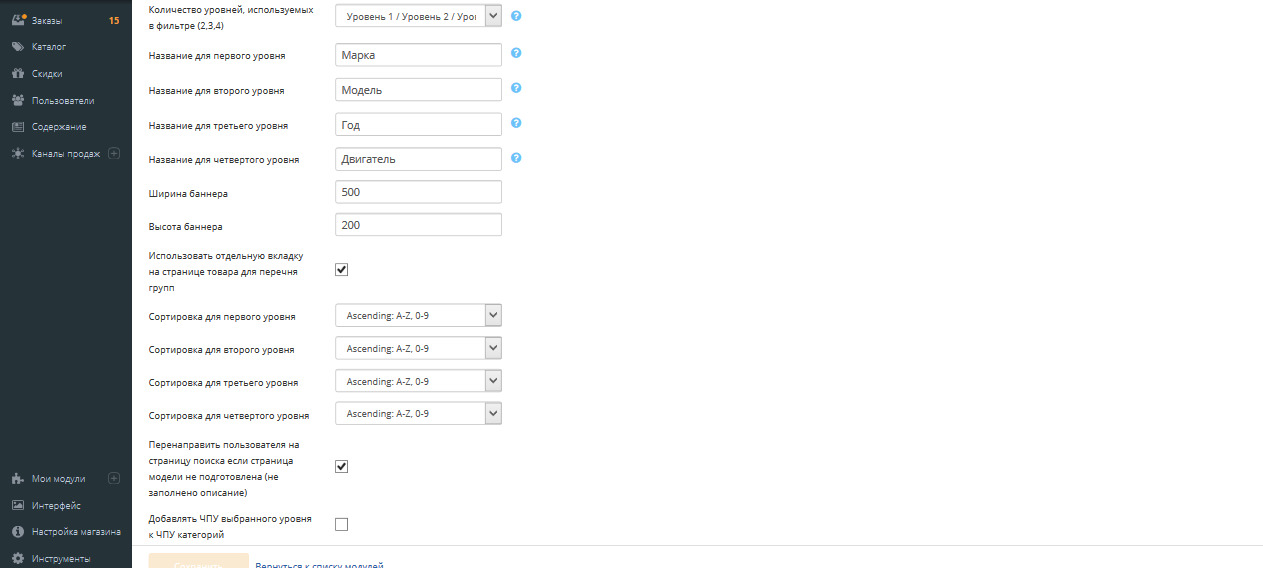 Заказы
15
Каталог
Скидки
Пользователи
Содержание
Каналы продаж
Мои модули
Интерфейс
Настройка магазина
Инструменты
Количество уровней, используемых
в фильтре (2,3,4)
Уровень 1 / Уровень 2 / Уро
Название для первого уровня
Марка
Название для второго уровня
Модель
Название для третьего уровня
Год
Название для четвертого уровня
Двигатель
Ширина баннера
500
Высота баннера
200
Использовать отдельную вкладку
на странице товара для перечня
групп
Сортировка для первого уровня
Ascending: A-Z, 0-9
Сортировка для второго уровня
Ascending: A-Z, 0-9
Сортировка для третьего уровня
Ascending: A-Z, 0-9
Сортировка для четвертого уровня
Ascending: A-Z, 0-9
Перенаправить пользователя на
страницу поиска если страница
модели не подготовлена (не
заполнено описание)
Добавлять ЧПУ выбранного уровня
к ЧПУ категорий
Сохранить
Вернуться к списку модулей